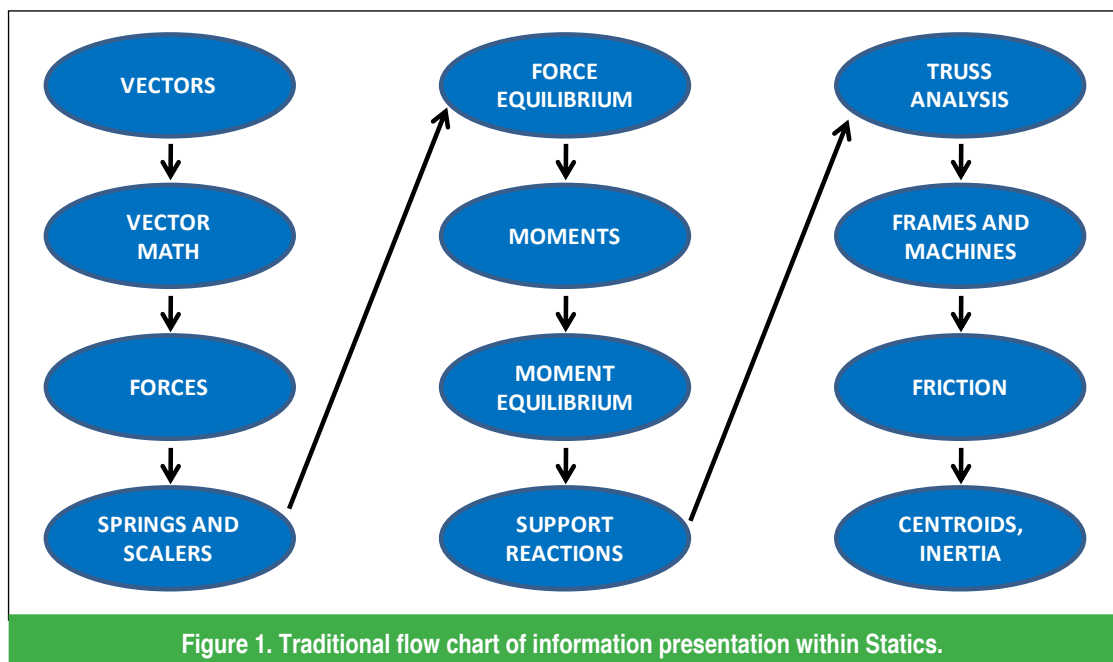 VECTORS
VECTOR
MATH
FORCES
SPRINGS AND
SCALERS
FORCE
EQUILIBRIUM
MOMENTS
MOMENT
EQUILIBRIUM
SUPPORT
REACTIONS
TRUSS
ANALYSIS
FRAMES AND
MACHINES
FRICTION
CENTROIDS,
INERTIA
Figure 1. Traditional flow chart of information presentation within Statics.